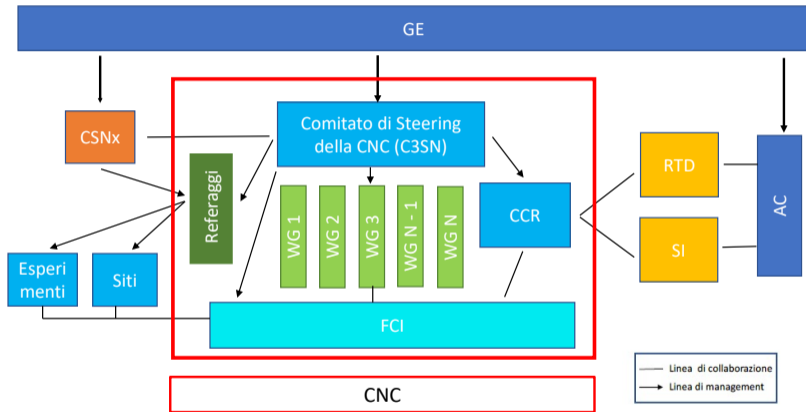 GE
CSNx
Comitato di Steering
della CNC (C3SN)
RTD
AC
Referaggi
WG 1
WG 2
WG 3
WG N - 1
WG N
CCR
SI
Esperi
menti
Siti
FCI
CNC
Linea di collaborazione
Linea di management